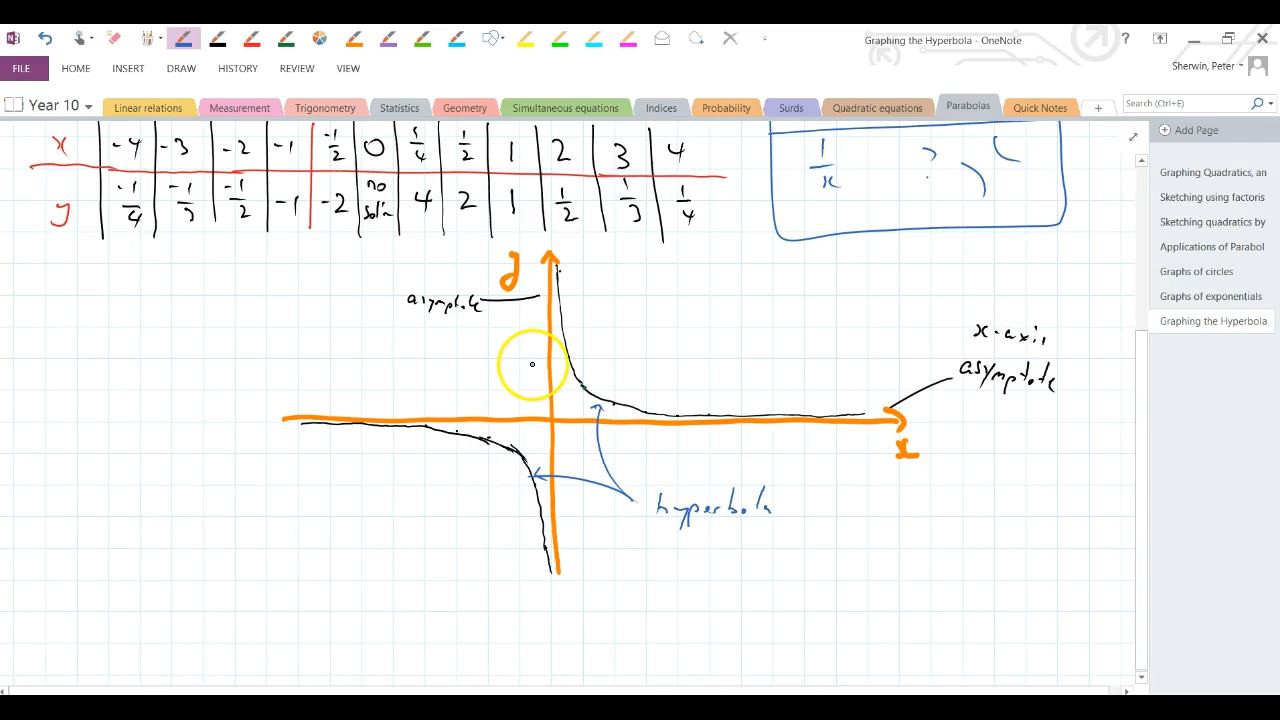 Graphing the Hyperbola - OneNote
?
FILE HOME INSERT DRAW HISTORY REVIEW VIEW
Sherwin, Peter
Year 10 Linear relations Measurement Trigonometry Statistics Geometry Simultaneous equations Indices Probability Surds Quadratic equations Parabolas Quick Notes +
Search (Ctrl+E)
Add Page
Graphing Quadratics, an
Sketching using factoris
Sketching quadratics by
Applications of Parabol
Graphs of circles
Graphs of exponentials
Graphing the Hyperbola
x -4 -3 -2 -1 -1/2 0 1/4 1/2 1 2 3 4
y -1/4 -1/3 -1/2 -1 -2 no sol'n 4 2 1 1/2 1/3 1/4
1/x ?
y
asymptote
x-axis
asymptote
x
hyperbola